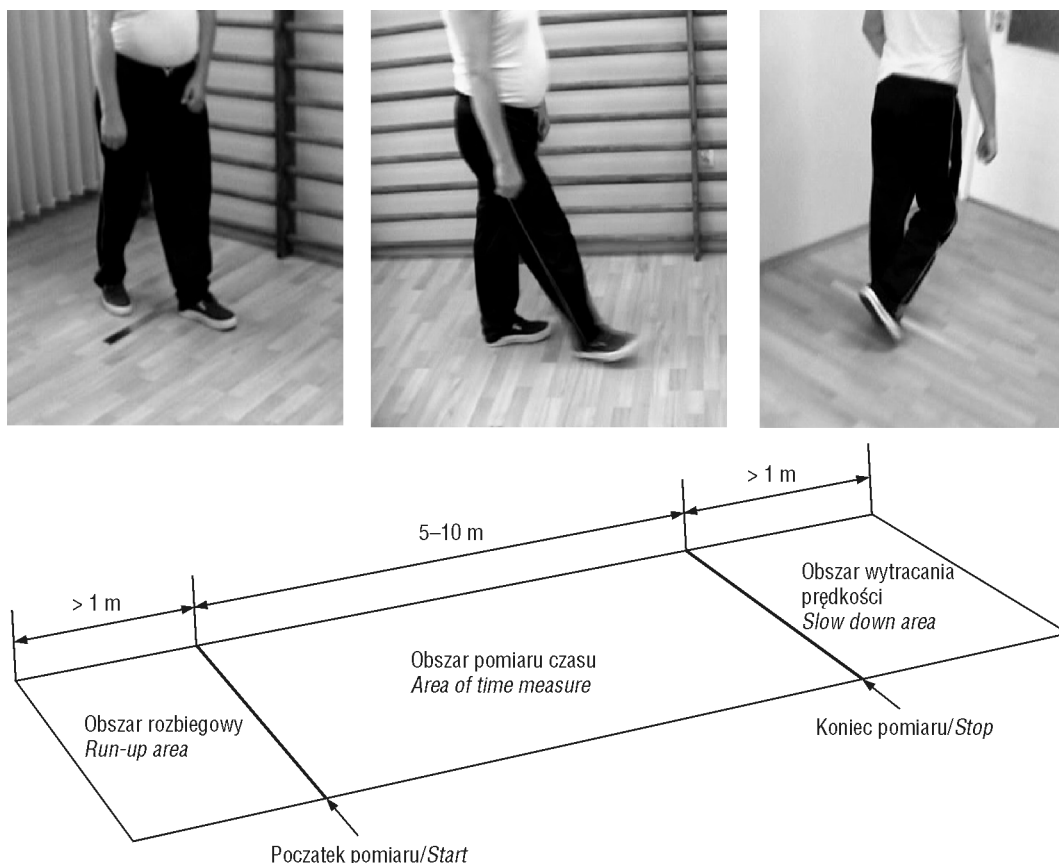 > 1 m
5–10 m
> 1 m
Obszar wytracania
prędkości
Slow down area
Obszar pomiaru czasu
Area of time measure
Obszar rozbiegowy
Run-up area
Koniec pomiaru/Stop
Początek pomiaru/Start